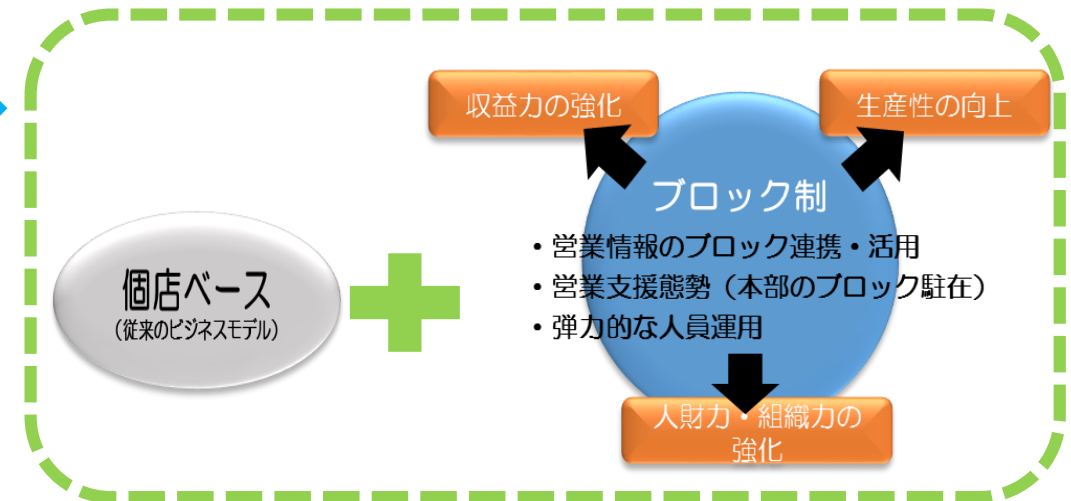 収益力の強化
生産性の向上
ブロック制
・営業情報のブロック連携・活用
・営業支援態勢（本部のブロック駐在）
・弾力的な人員運用
個店ベース
（従来のビジネスモデル）
人財力・組織力の
強化